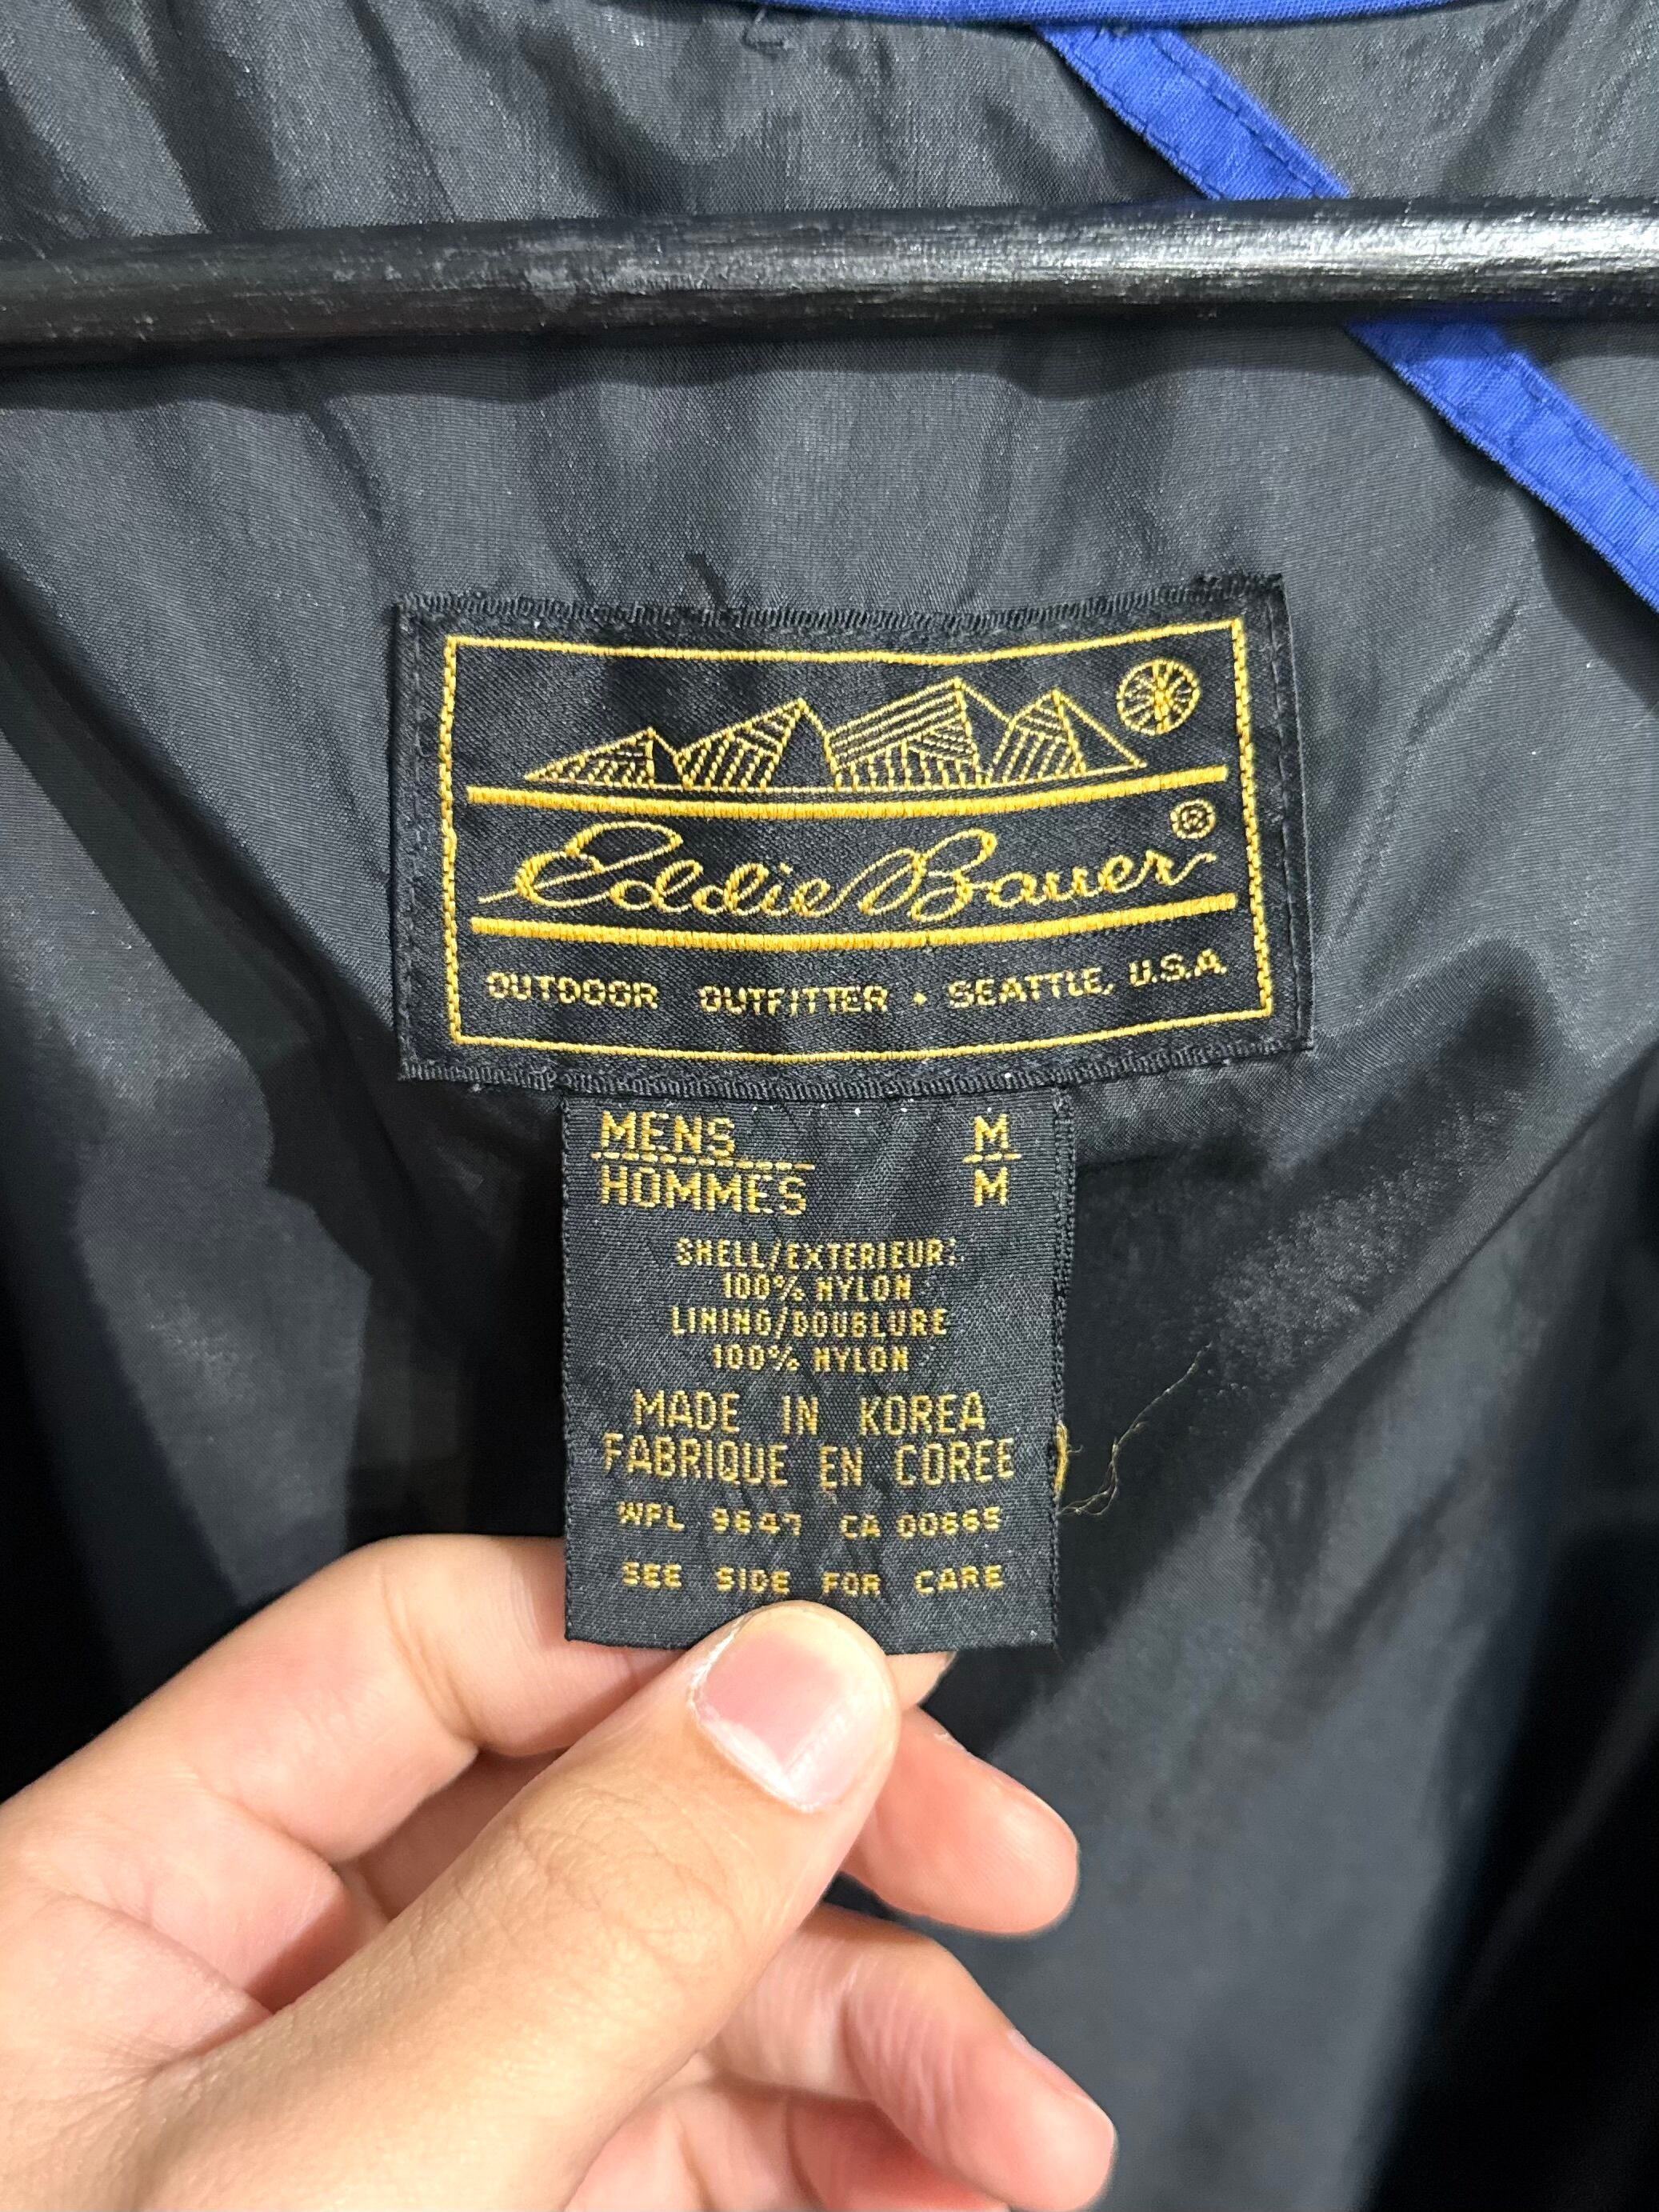 Eddie Bauer®
OUTDOOR OUTFITTER • SEATTLE, U.S.A.
MENS M
HOMMES M
SHELL/EXTERIEUR:
100% NYLON
LINING/DOUBLURE
100% NYLON
MADE IN KOREA
FABRIQUE EN COREE
WPL 9647 CA 00665
SEE SIDE FOR CARE